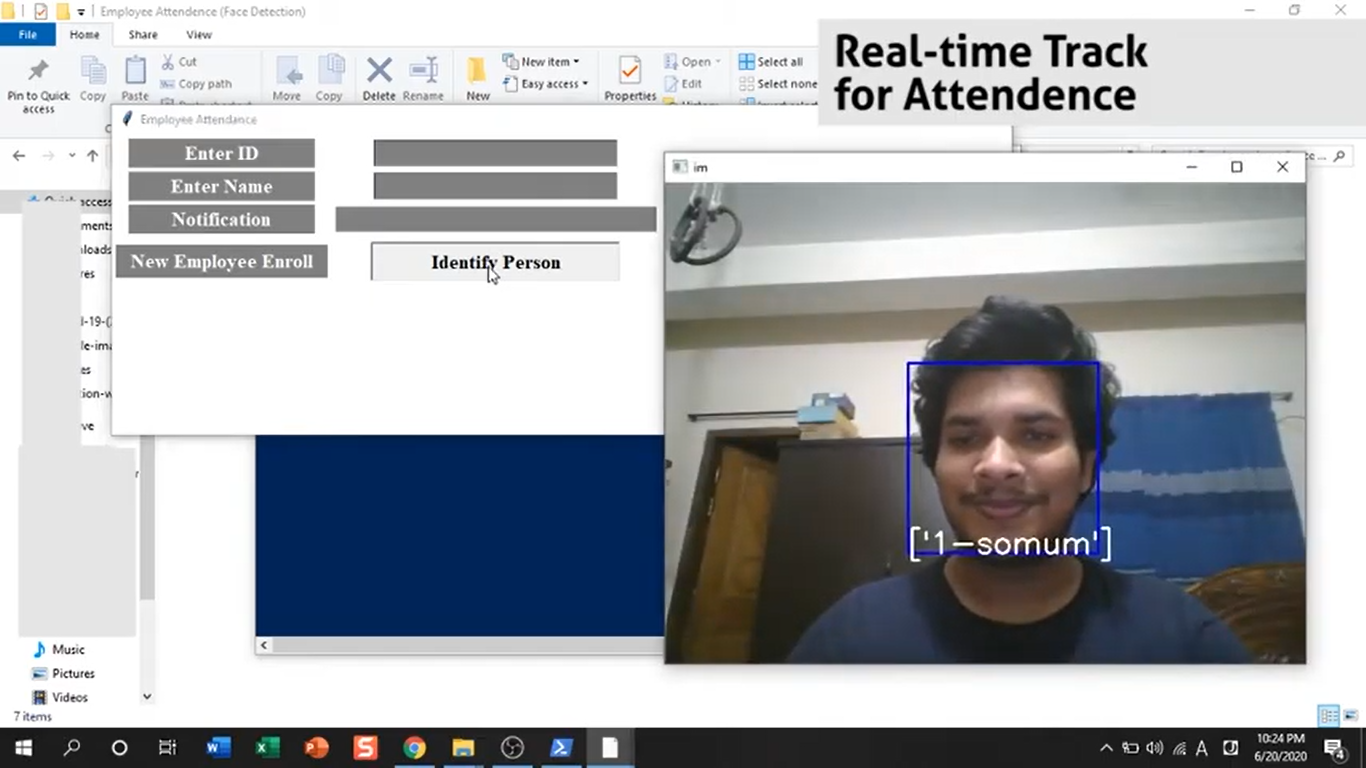 Employee Attendence (Face Detection)
Real-time Track
for Attendence
File Home Share View
Pin to Quick
access
Copy
Paste
Cut
Copy path
Move
Copy
Delete
Rename
New
New item
Easy access
Properties
Open
Edit
Select all
Select none
Employee Attendance
Enter ID
Enter Name
Notification
New Employee Enroll
Identify Person
im
['1-somum']
Music
Pictures
Videos
7 items
10:24 PM
6/20/2020
4